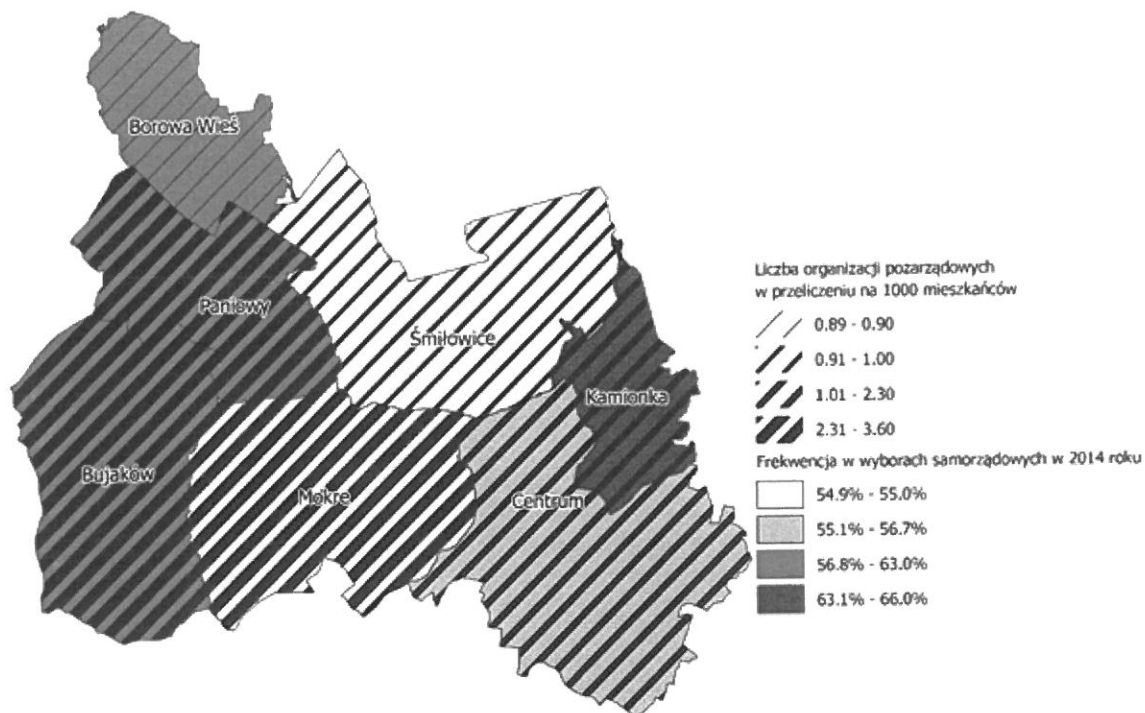 Borowa Wieś
Paniowy
Śmiłowice
Kamionka
Bujaków
Mokre
Centrum
Liczba organizacji pozarządowych
w przeliczeniu na 1000 mieszkańców
0.89 - 0.90
0.91 - 1.00
1.01 - 2.30
2.31 - 3.60
Frekwencja w wyborach samorządowych w 2014 roku
54.9% - 55.0%
55.1% - 56.7%
56.8% - 63.0%
63.1% - 66.0%